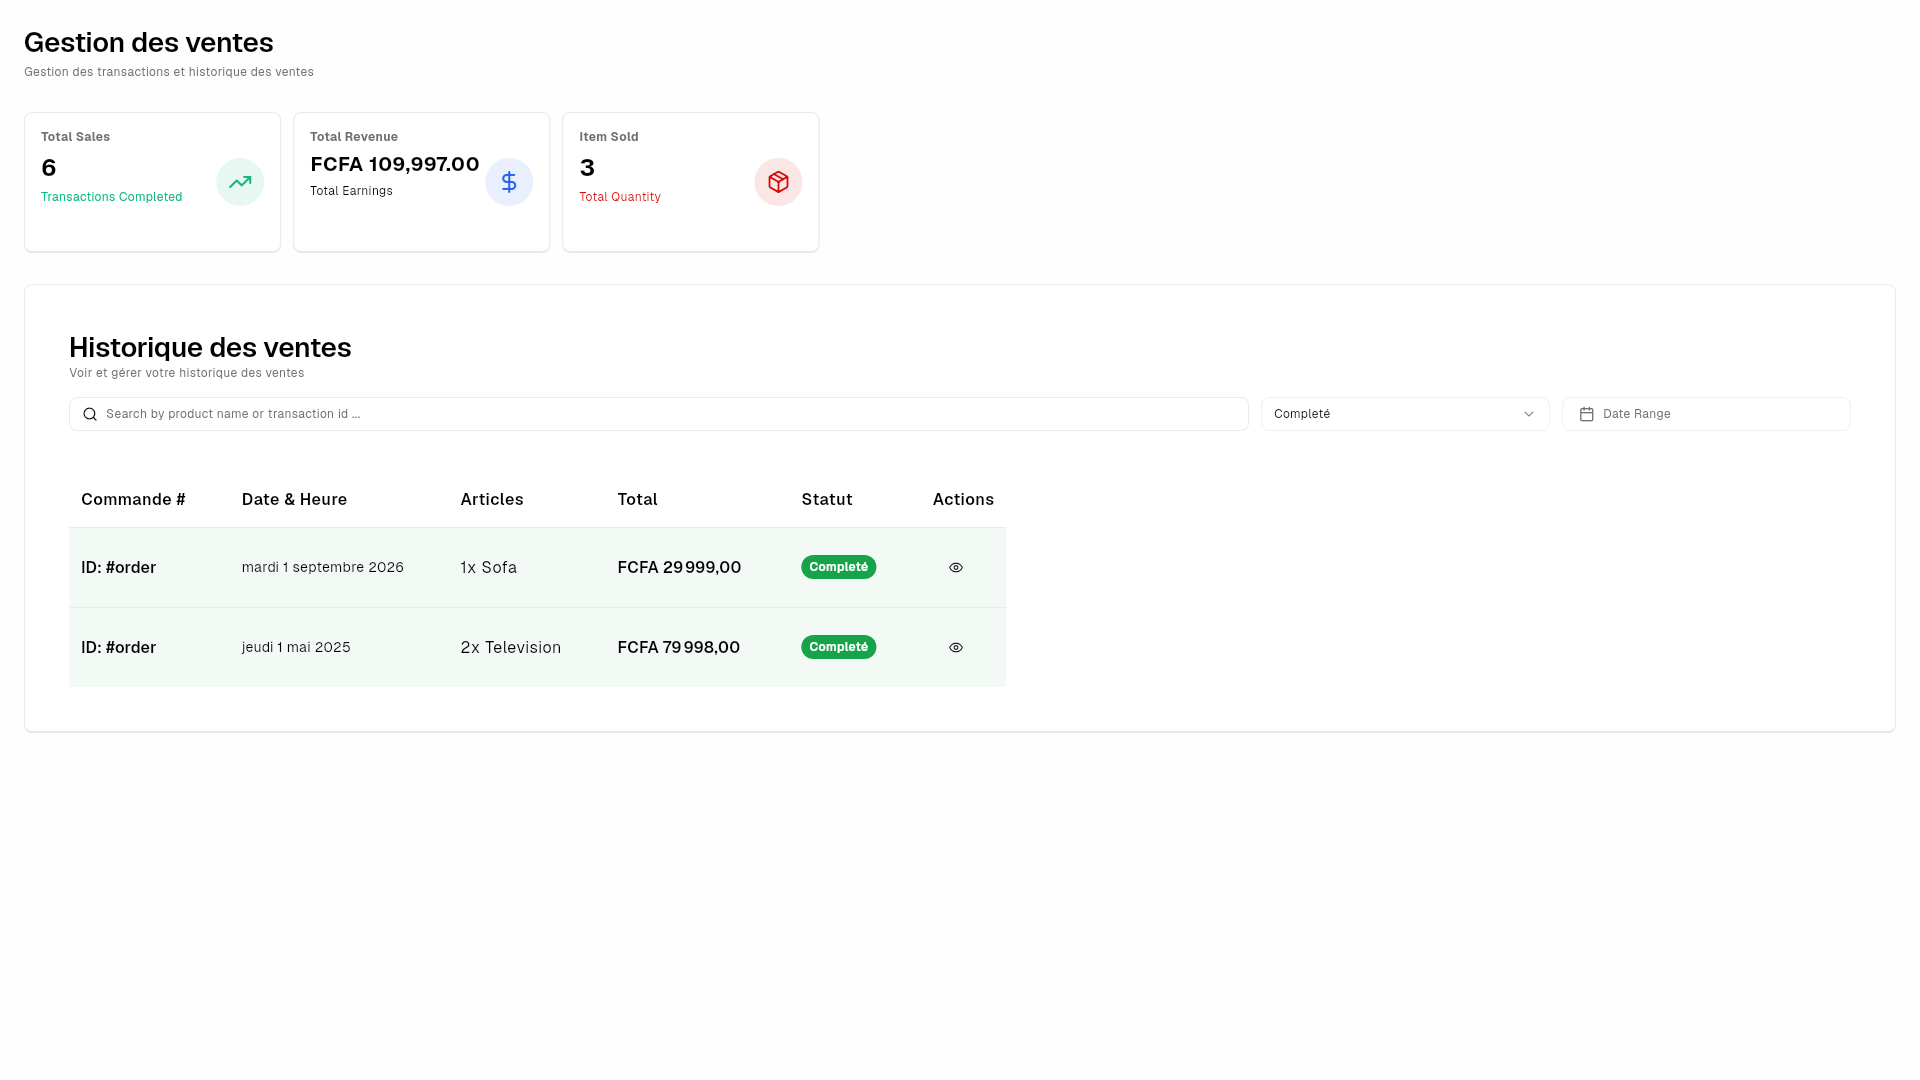 Gestion des ventes
Gestion des transactions et historique des ventes
Total Sales
6
Transactions Completed
Total Revenue
FCFA 109,997.00
Total Earnings
Item Sold
3
Total Quantity
Historique des ventes
Voir et gérer votre historique des ventes
Search by product name or transaction id ...
Completé
Date Range
Commande # Date & Heure Articles Total Statut Actions
ID: #order mardi 1 septembre 2026 1x Sofa FCFA 29 999,00 Completé
ID: #order jeudi 1 mai 2025 2x Television FCFA 79 998,00 Completé